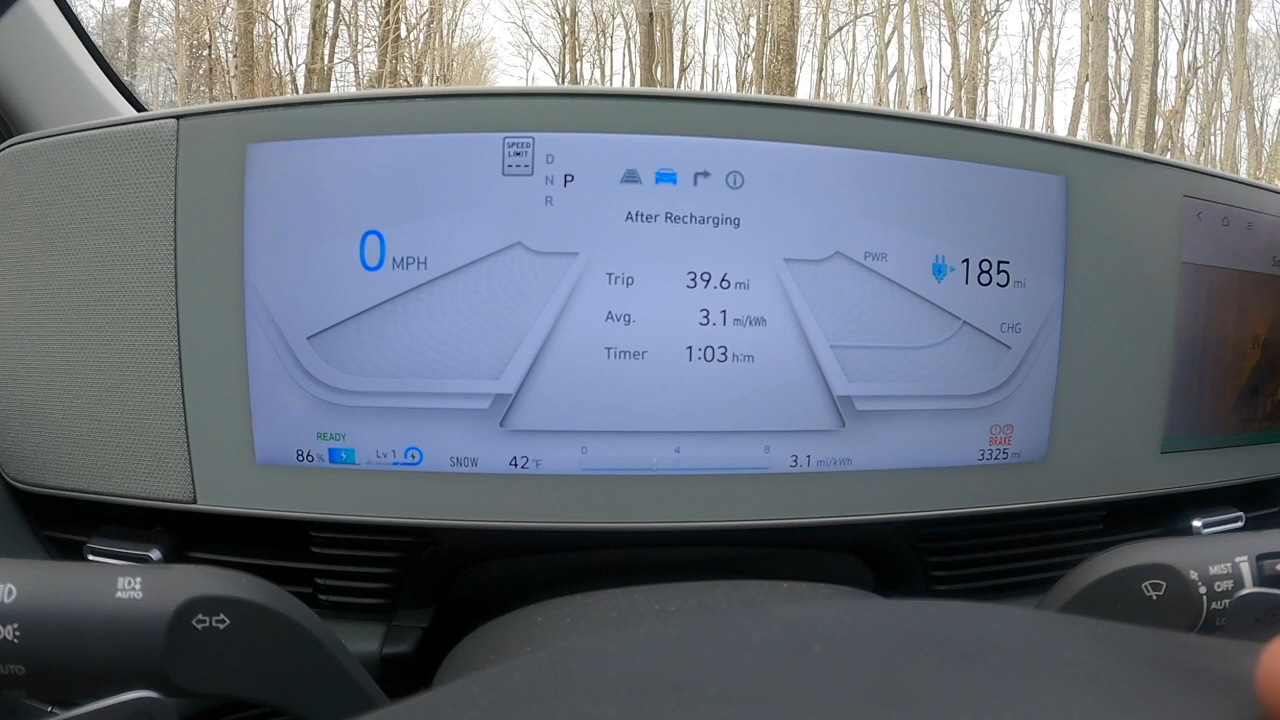 SPEED
LIMIT
---
D
N P
R
After Recharging
0 MPH
Trip 39.6 mi
Avg. 3.1 mi/kWh
Timer 1:03 h:m
PWR
185 mi
CHG
READY
86% Lv 1
SNOW 42°F
0 4 8
3.1 mi/kWh
BRAKE
3325 mi
AUTO
AUTO
MIST
OFF